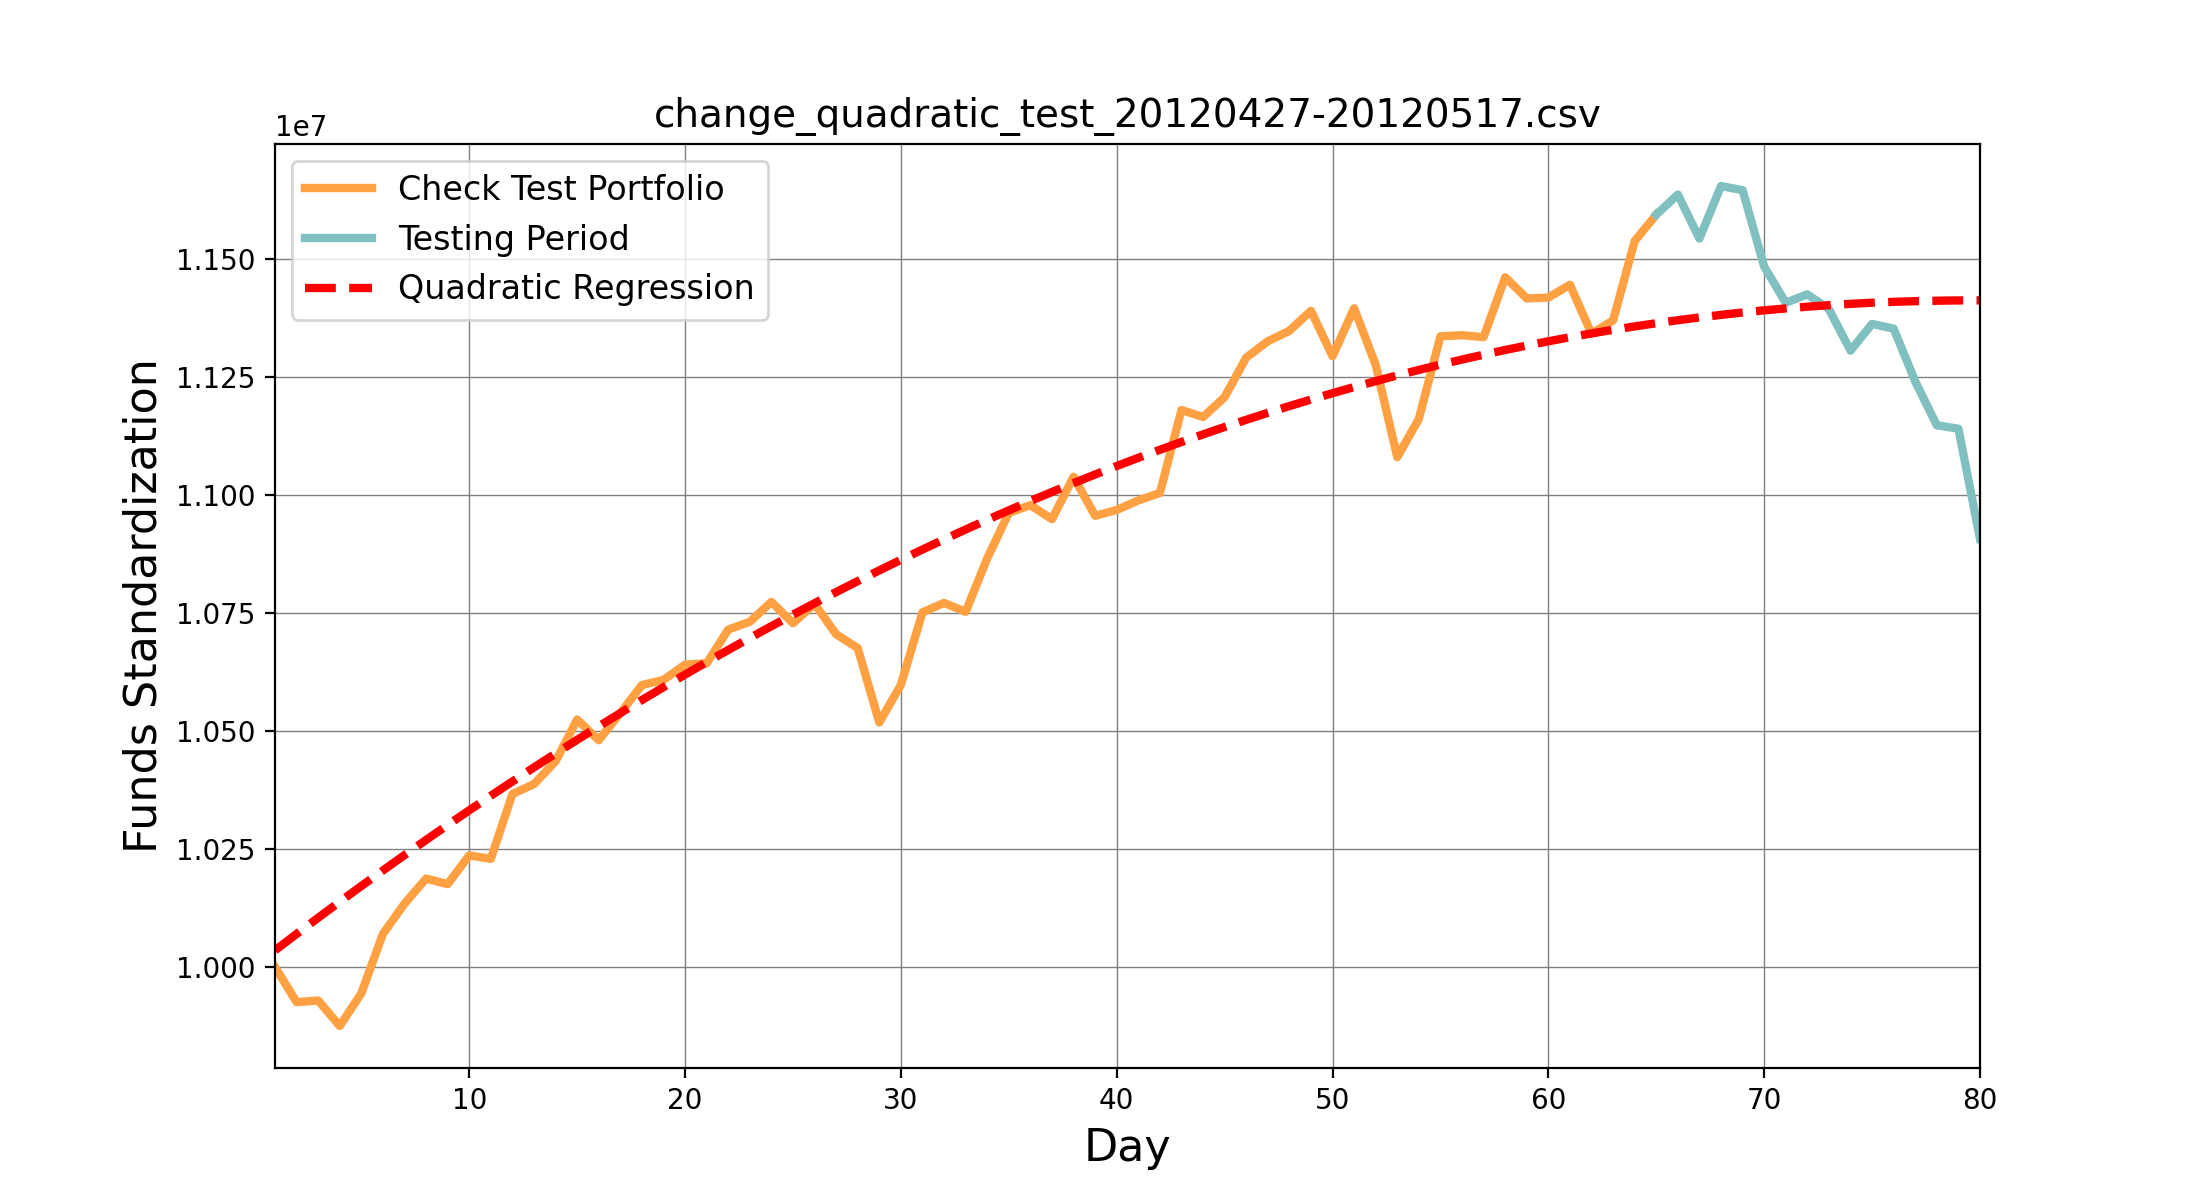 change_quadratic_test_20120427-20120517.csv
1e7
Check Test Portfolio
Testing Period
Quadratic Regression
Funds Standardization
1.150
1.125
1.100
1.075
1.050
1.025
1.000
10 20 30 40 50 60 70 80
Day